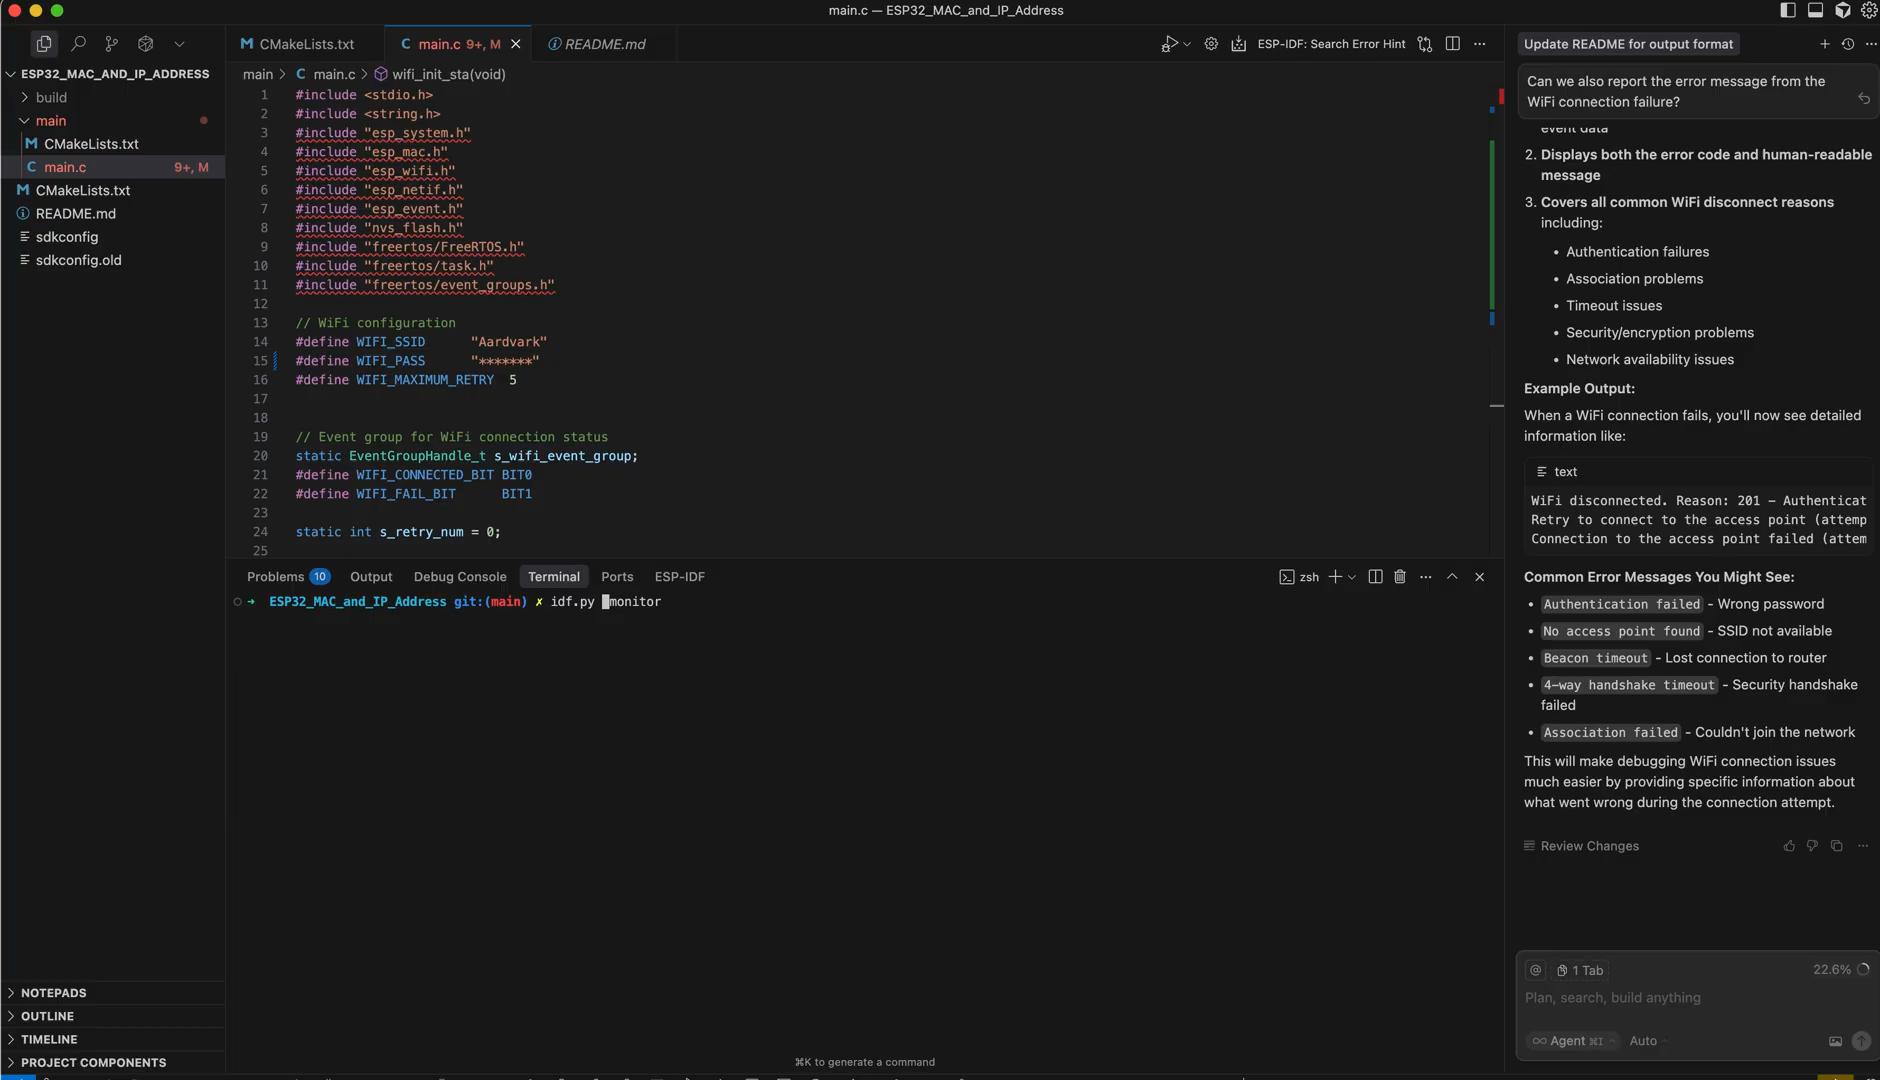 main.c — ESP32_MAC_and_IP_Address
ESP32_MAC_AND_IP_ADDRESS
build
main
M CMakeLists.txt
C main.c 9+, M
M CMakeLists.txt
README.md
sdkconfig
sdkconfig.old
NOTEPADS
OUTLINE
TIMELINE
PROJECT COMPONENTS
M CMakeLists.txt
C main.c 9+, M
README.md
ESP-IDF: Search Error Hint
main > C main.c > wifi_init_sta(void)
1 #include <stdio.h>
2 #include <string.h>
3 #include "esp_system.h"
4 #include "esp_mac.h"
5 #include "esp_wifi.h"
6 #include "esp_netif.h"
7 #include "esp_event.h"
8 #include "nvs_flash.h"
9 #include "freertos/FreeRTOS.h"
10 #include "freertos/task.h"
11 #include "freertos/event_groups.h"
12
13 // WiFi configuration
14 #define WIFI_SSID "Aardvark"
15 #define WIFI_PASS "*******"
16 #define WIFI_MAXIMUM_RETRY 5
17
18
19 // Event group for WiFi connection status
20 static EventGroupHandle_t s_wifi_event_group;
21 #define WIFI_CONNECTED_BIT BIT0
22 #define WIFI_FAIL_BIT BIT1
23
24 static int s_retry_num = 0;
25
Problems 10 Output Debug Console Terminal Ports ESP-IDF
zsh
➜ ESP32_MAC_and_IP_Address git:(main) ✗ idf.py monitor
⌘K to generate a command
Update README for output format
Can we also report the error message from the
WiFi connection failure?
event data
2. Displays both the error code and human-readable
message
3. Covers all common WiFi disconnect reasons
including:
• Authentication failures
• Association problems
• Timeout issues
• Security/encryption problems
• Network availability issues
Example Output:
When a WiFi connection fails, you'll now see detailed
information like:
text
WiFi disconnected. Reason: 201 – Authenticat
Retry to connect to the access point (attemp
Connection to the access point failed (attem
Common Error Messages You Might See:
• Authentication failed - Wrong password
• No access point found - SSID not available
• Beacon timeout - Lost connection to router
• 4-way handshake timeout - Security handshake
failed
• Association failed - Couldn't join the network
This will make debugging WiFi connection issues
much easier by providing specific information about
what went wrong during the connection attempt.
Review Changes
@ 1 Tab 22.6%
Plan, search, build anything
∞ Agent ⌘I Auto